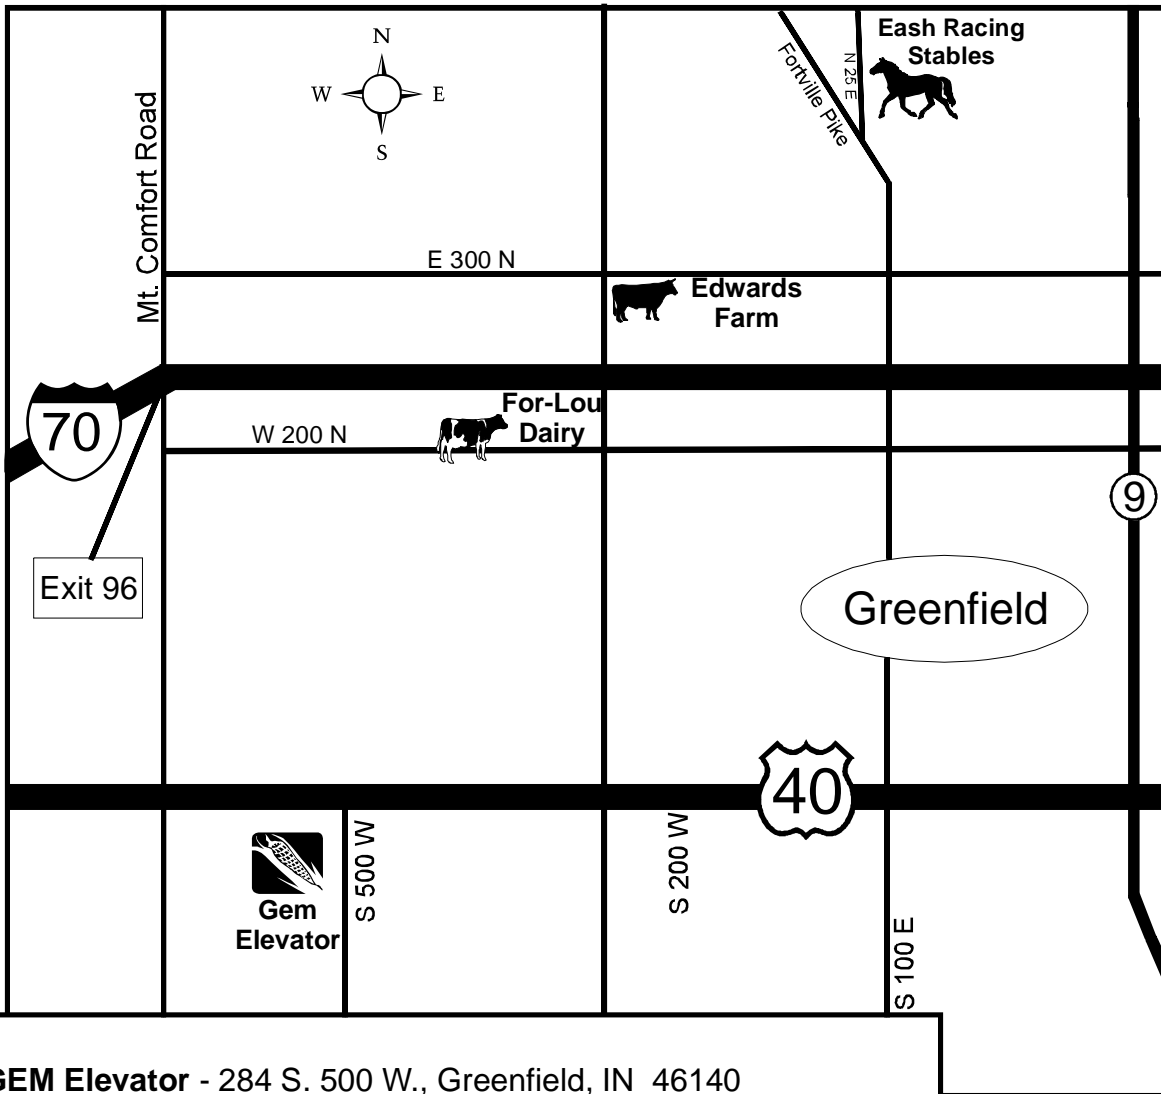 Eash Racing
Stables
N
W E
S
N 25 E
Fortville Pike
Mt. Comfort Road
E 300 N
Edwards
Farm
For-Lou
Dairy
70
W 200 N
9
Exit 96
Greenfield
40
S 500 W
S 200 W
Gem
Elevator
S 100 E
GEM Elevator - 284 S. 500 W., Greenfield, IN 46140